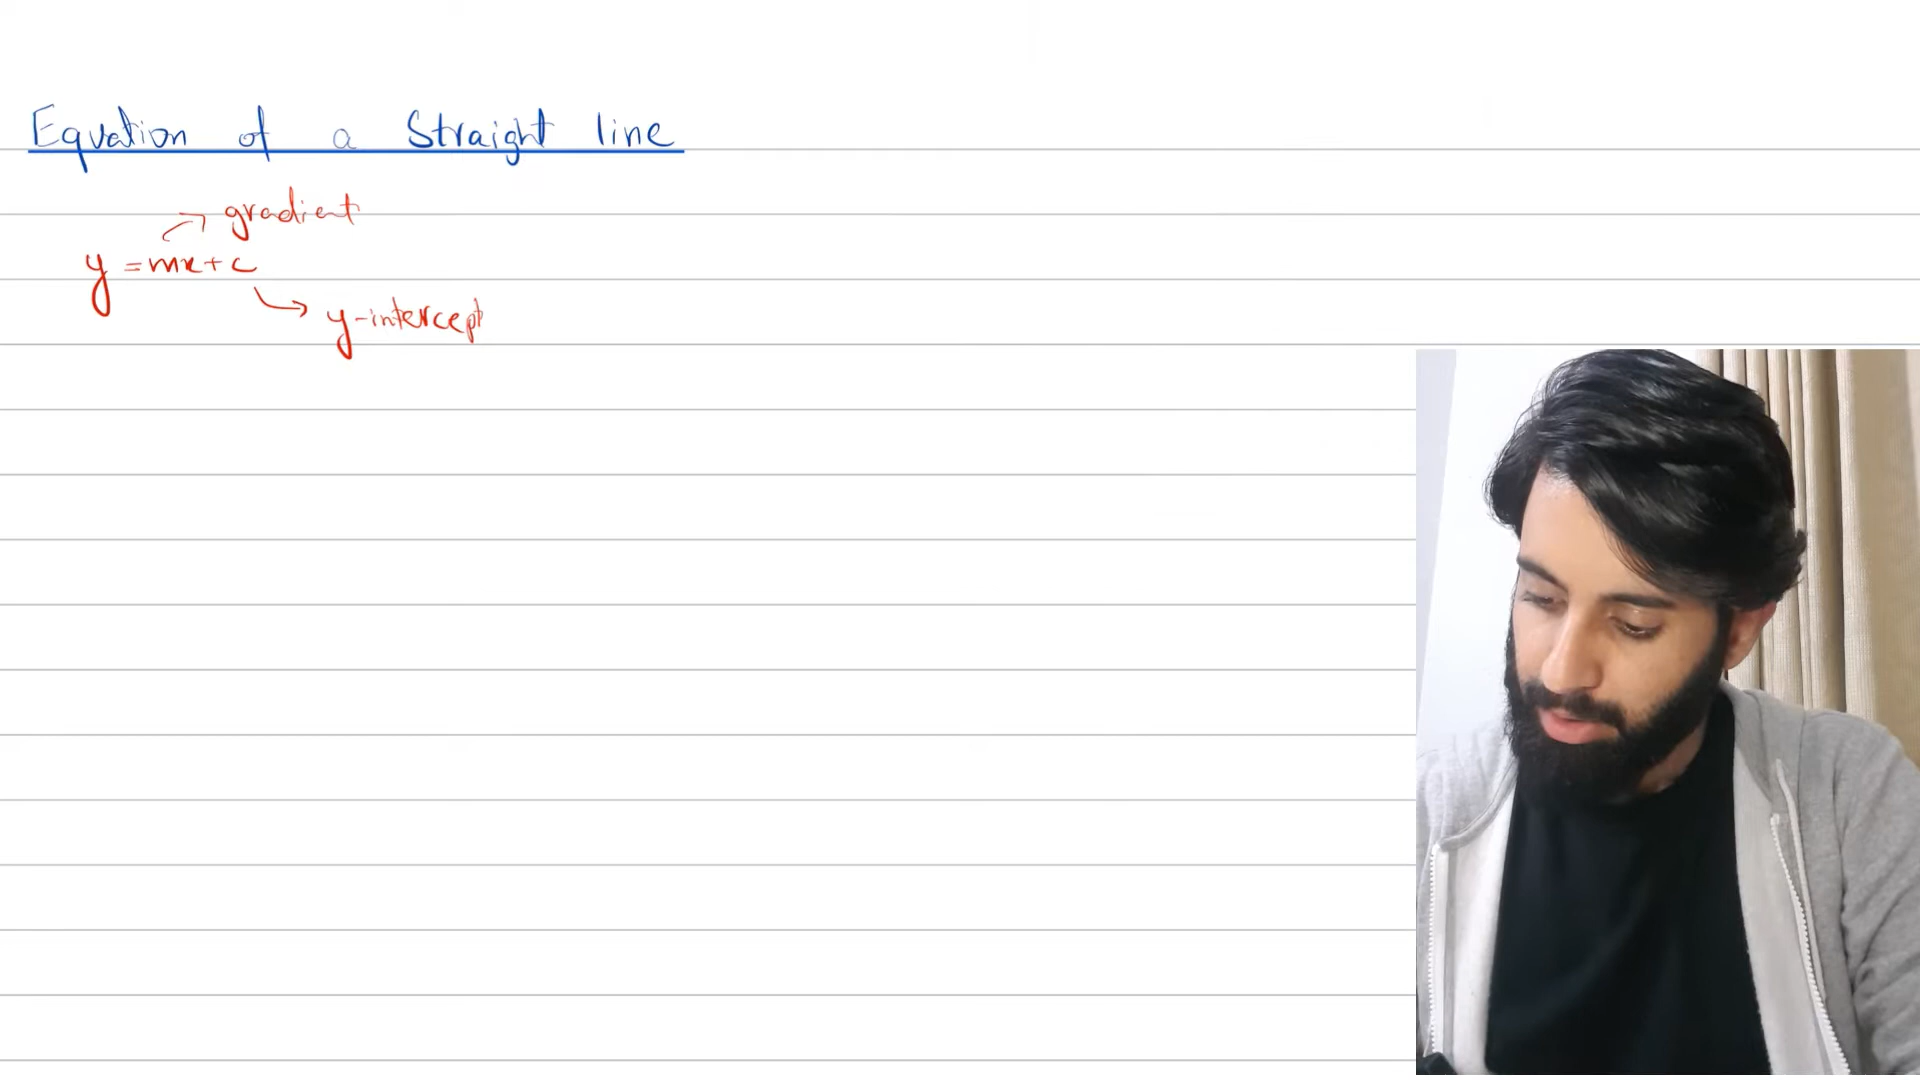 Equation of a Straight line
gradient
y = mx + c
y-intercept